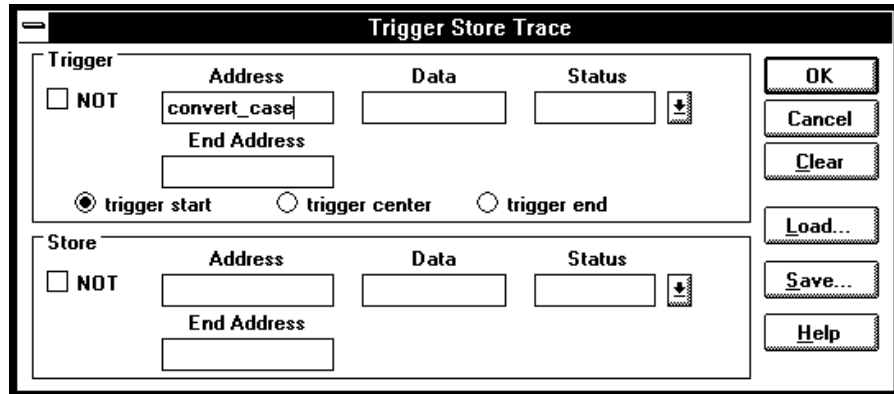 Trigger Store Trace
Trigger
Address Data Status
NOT
convert_case
End Address
trigger start trigger center trigger end
Store
Address Data Status
NOT
End Address
OK
Cancel
Clear
Load...
Save...
Help